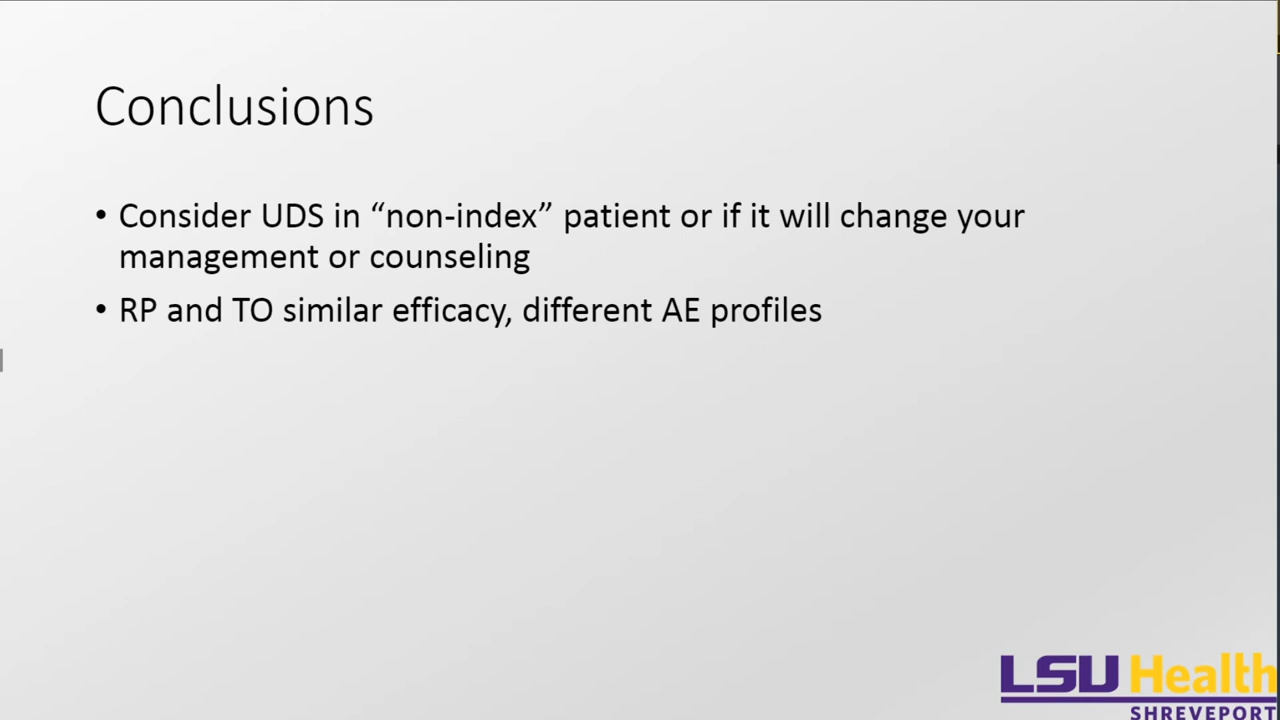 Conclusions
• Consider UDS in “non-index” patient or if it will change your
management or counseling
• RP and TO similar efficacy, different AE profiles
LSU Health
SHREVEPORT